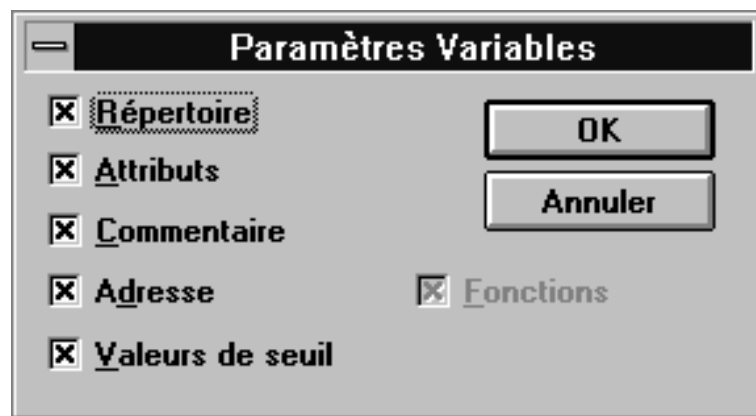 Paramètres Variables
Répertoire
OK
Attributs
Annuler
Commentaire
Adresse
Fonctions
Valeurs de seuil